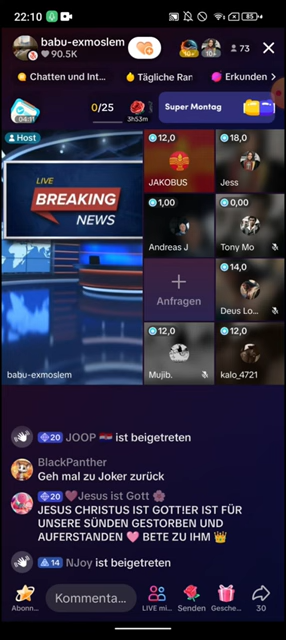 22:10
85
babu-exmoslem
90.5K
73
Chatten und Int...
Tägliche Ran
Erkunden
04:11
0/25
3h53m
Super Montag
Host
LIVE
BREAKING
NEWS
babu-exmoslem
12,0
JAKOBUS
18,0
Jess
1,00
Andreas J
0,00
Tony Mo
Anfragen
14,0
Deus Lo...
12,0
Mujib.
12,0
kalo_4721
20 JOOP ist beigetreten
BlackPanther
Geh mal zu Joker zurück
20 Jesus ist Gott
JESUS CHRISTUS IST GOTT!ER IST FÜR
UNSERE SÜNDEN GESTORBEN UND
AUFERSTANDEN 🩷 BETE ZU IHM 👑
14 NJoy ist beigetreten
Abonn...
Kommenta...
LIVE mi...
Senden
Gesche...
30